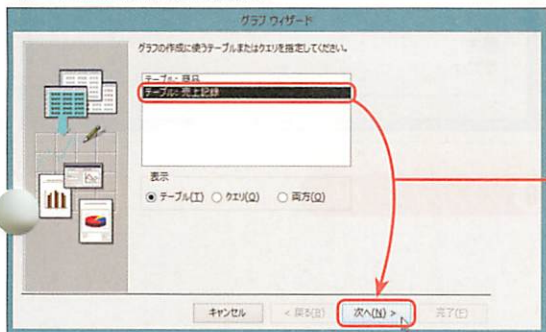 グラフ ウィザード
グラフの作成に使うテーブルまたはクエリを指定してください。
テーブル: 商品
テーブル: 売上記録
表示
テーブル(T) クエリ(Q) 両方(O)
キャンセル < 戻る(B) 次へ(N) > 完了(F)